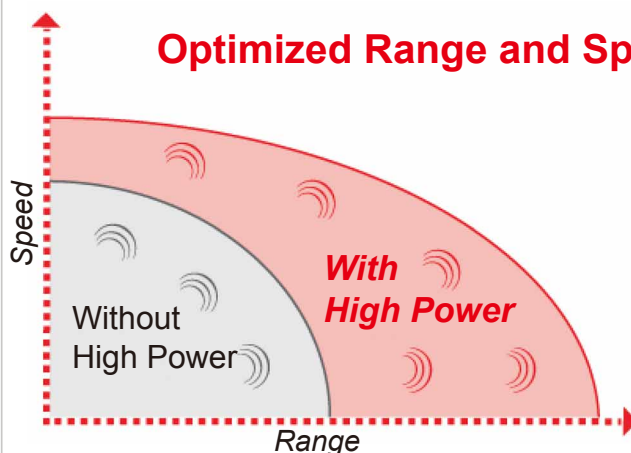 Optimized Range and Sp
Speed
With
High Power
Without
High Power
Range